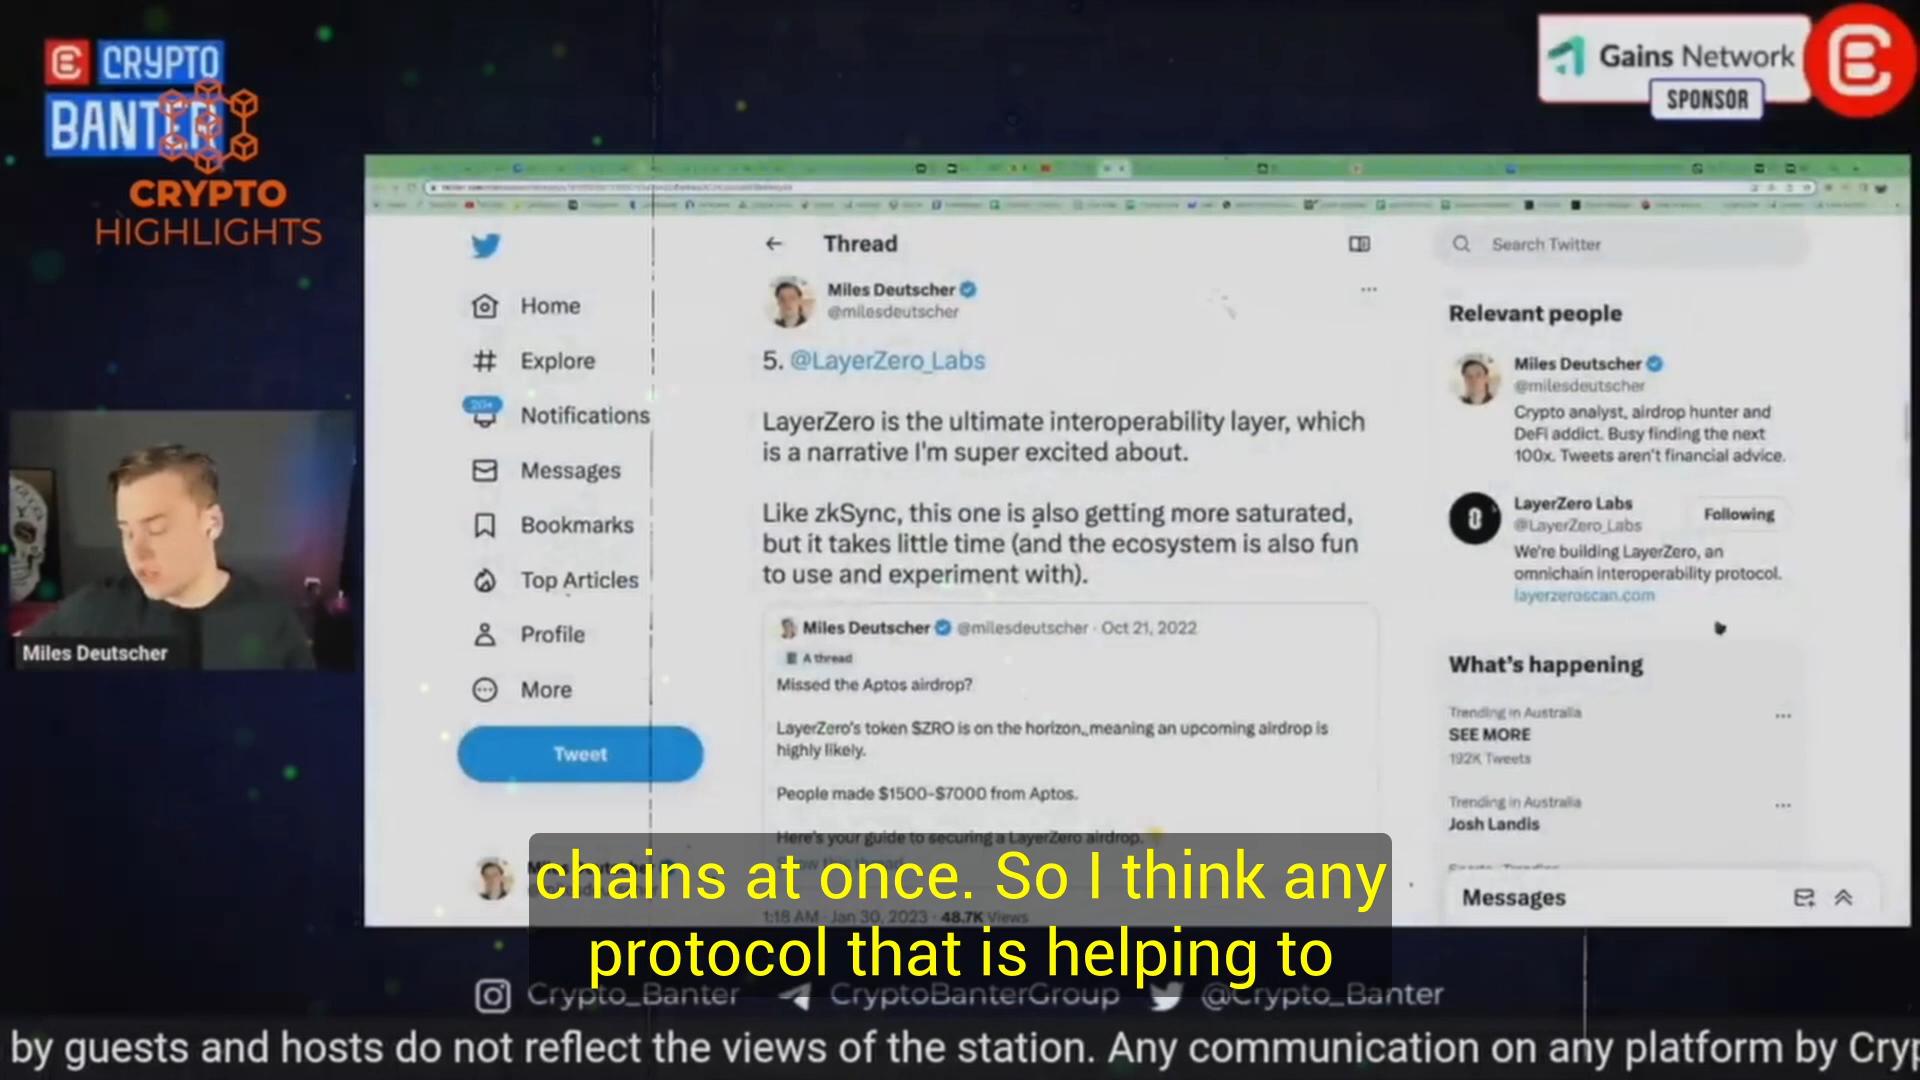 CRYPTO
BANTER
CRYPTO
HIGHLIGHTS
Gains Network
SPONSOR
Miles Deutscher
Home
Explore
20+
Notifications
Messages
Bookmarks
Top Articles
Profile
More
Tweet
Thread
Miles Deutscher
@milesdeutscher
5. @LayerZero_Labs
LayerZero is the ultimate interoperability layer, which
is a narrative I'm super excited about.
Like zkSync, this one is also getting more saturated,
but it takes little time (and the ecosystem is also fun
to use and experiment with).
Miles Deutscher @milesdeutscher · Oct 21, 2022
A thread
Missed the Aptos airdrop?
LayerZero's token $ZRO is on the horizon, meaning an upcoming airdrop is
highly likely.
People made $1500-$7000 from Aptos.
Here's your guide to securing a LayerZero airdrop.
Show this thread
1:18 AM · Jan 30, 2023 · 48.7K Views
Search Twitter
Relevant people
Miles Deutscher
@milesdeutscher
Crypto analyst, airdrop hunter and
DeFi addict. Busy finding the next
100x. Tweets aren't financial advice.
LayerZero Labs
@LayerZero_Labs
Following
We're building LayerZero, an
omnichain interoperability protocol.
layerzeroscan.com
What's happening
Trending in Australia
SEE MORE
192K Tweets
Trending in Australia
Josh Landis
Messages
chains at once. So I think any
protocol that is helping to
Crypto_Banter CryptoBanterGroup @Crypto_Banter
by guests and hosts do not reflect the views of the station. Any communication on any platform by Cryp